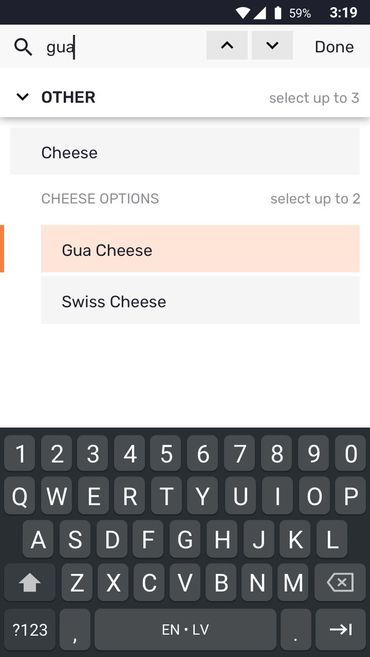 59% 3:19
gua Done
OTHER select up to 3
Cheese
CHEESE OPTIONS select up to 2
Gua Cheese
Swiss Cheese
1 2 3 4 5 6 7 8 9 0
Q W E R T Y U I O P
A S D F G H J K L
Z X C V B N M
?123 , EN • LV .